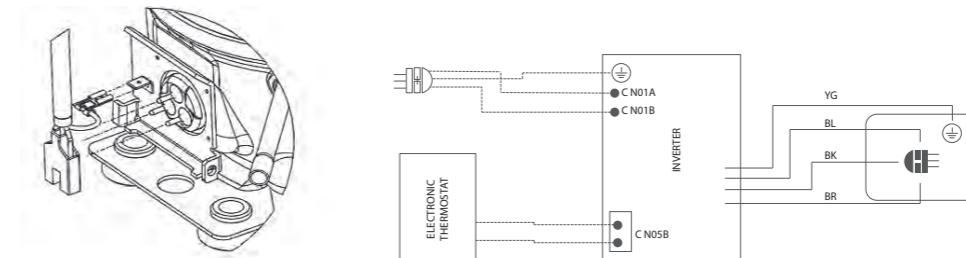 C N01A
C N01B
INVERTER
YG
BL
BK
BR
ELECTRONIC
THERMOSTAT
C N05B